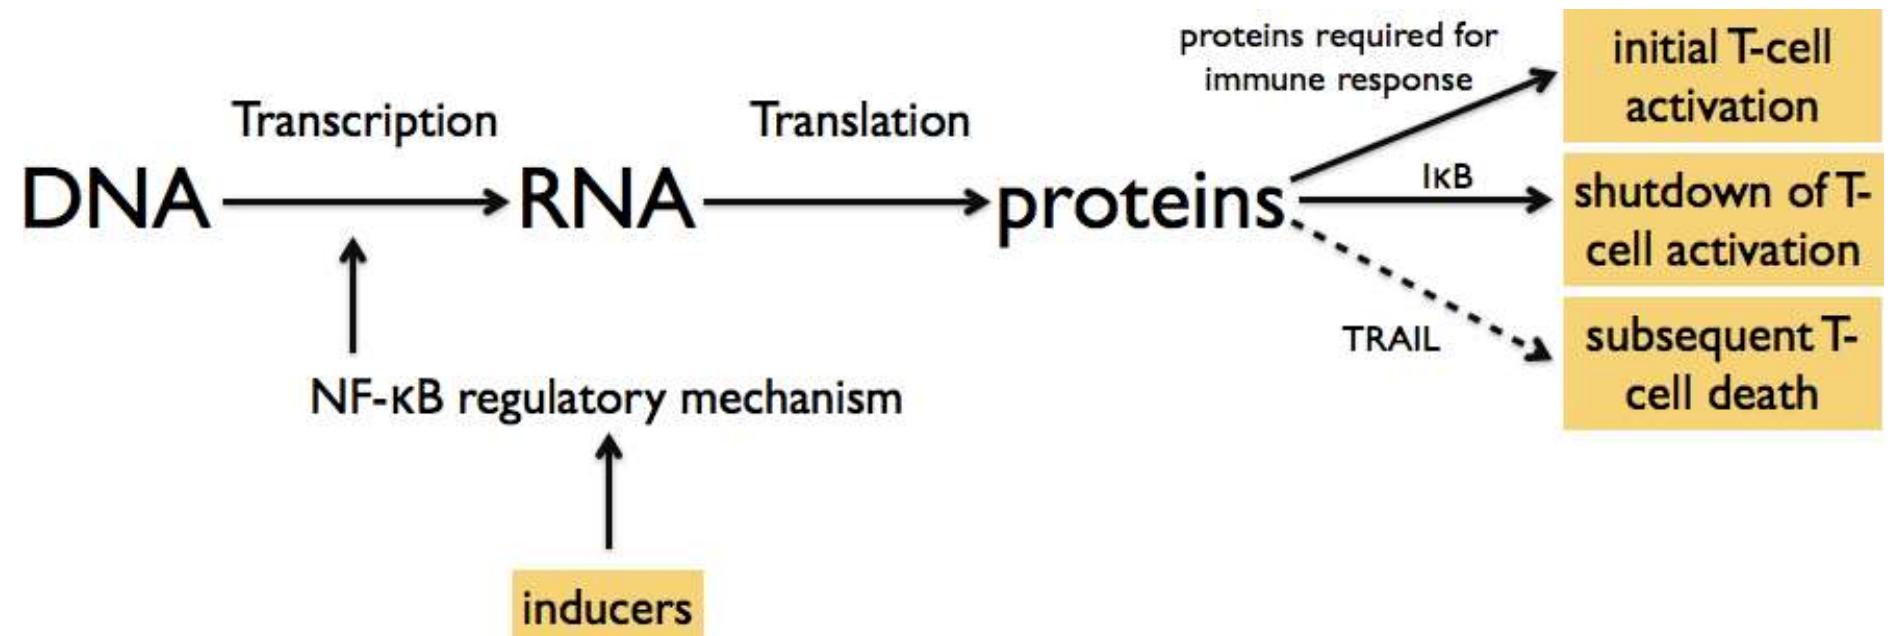 proteins required for
immune response
initial T-cell
activation
Transcription
Translation
DNA
RNA
proteins
IκB
shutdown of T-
cell activation
TRAIL
subsequent T-
cell death
NF-κB regulatory mechanism
inducers